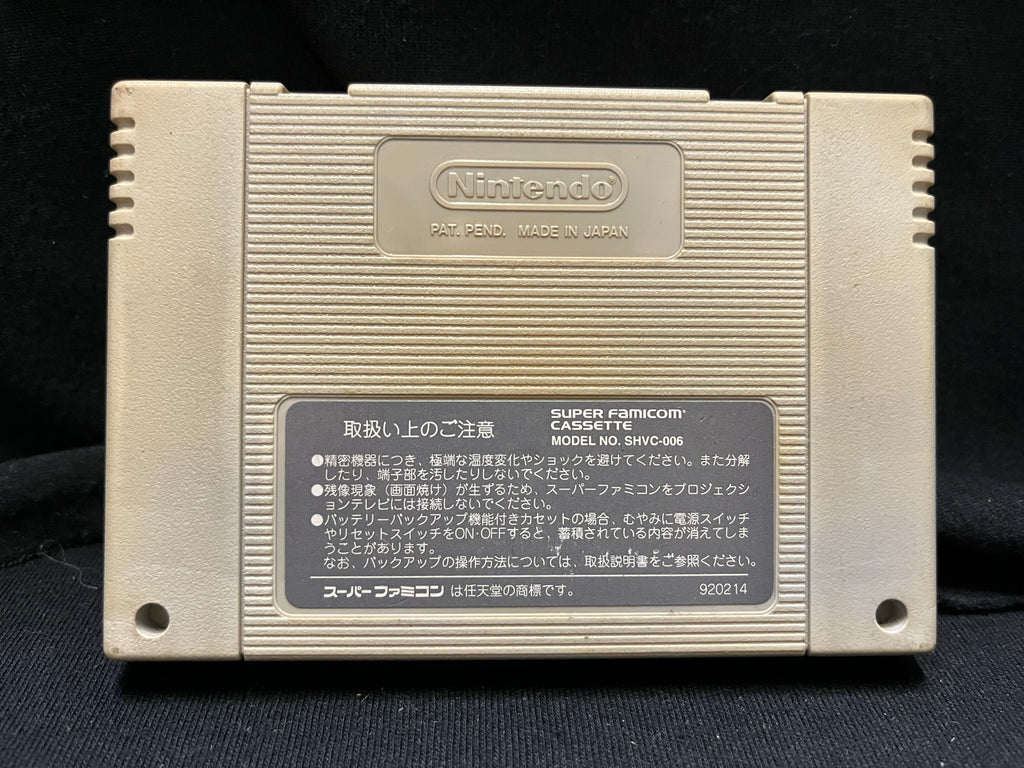 Nintendo®
PAT. PEND. MADE IN JAPAN
取扱い上のご注意
SUPER FAMICOM®
CASSETTE
MODEL NO. SHVC-006
●精密機器につき、極端な温度変化やショックを避けてください。また分解
したり、端子部を汚したりしないでください。
●残像現象（画面焼け）が生ずるため、スーパーファミコンをプロジェクシ
ョンテレビには接続しないでください。
●バッテリーバックアップ機能付きカセットの場合、むやみに電源スイッチ
やリセットスイッチをON·OFFすると、蓄積されている内容が消えてしま
うことがあります。
なお、バックアップの操作方法については、取扱説明書をご参照ください。
スーパーファミコン は任天堂の商標です。
920214